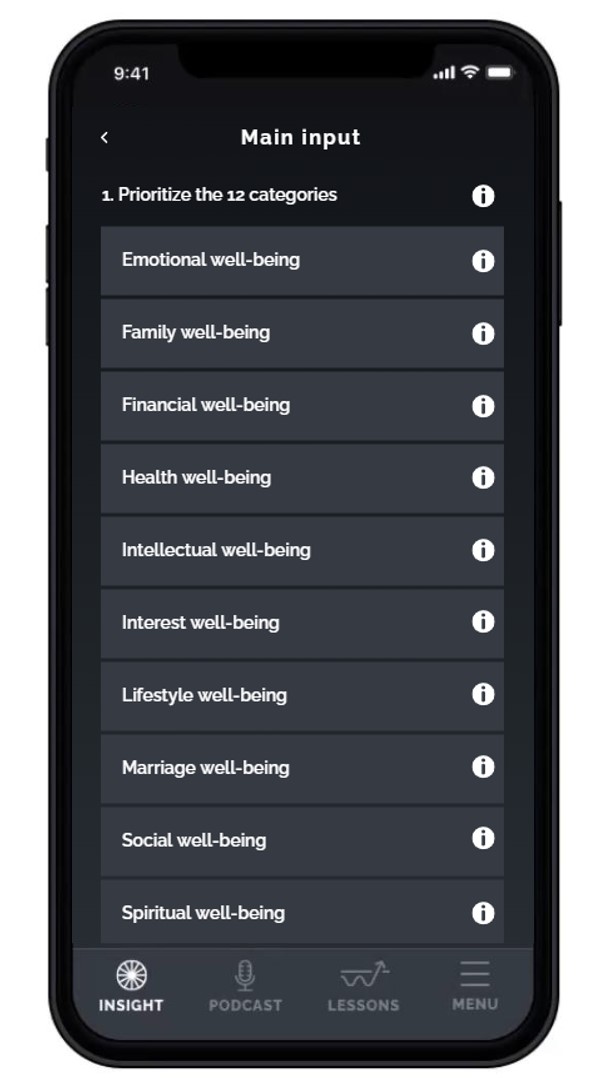 9:41
Main input
1. Prioritize the 12 categories
Emotional well-being
Family well-being
Financial well-being
Health well-being
Intellectual well-being
Interest well-being
Lifestyle well-being
Marriage well-being
Social well-being
Spiritual well-being
INSIGHT PODCAST LESSONS MENU